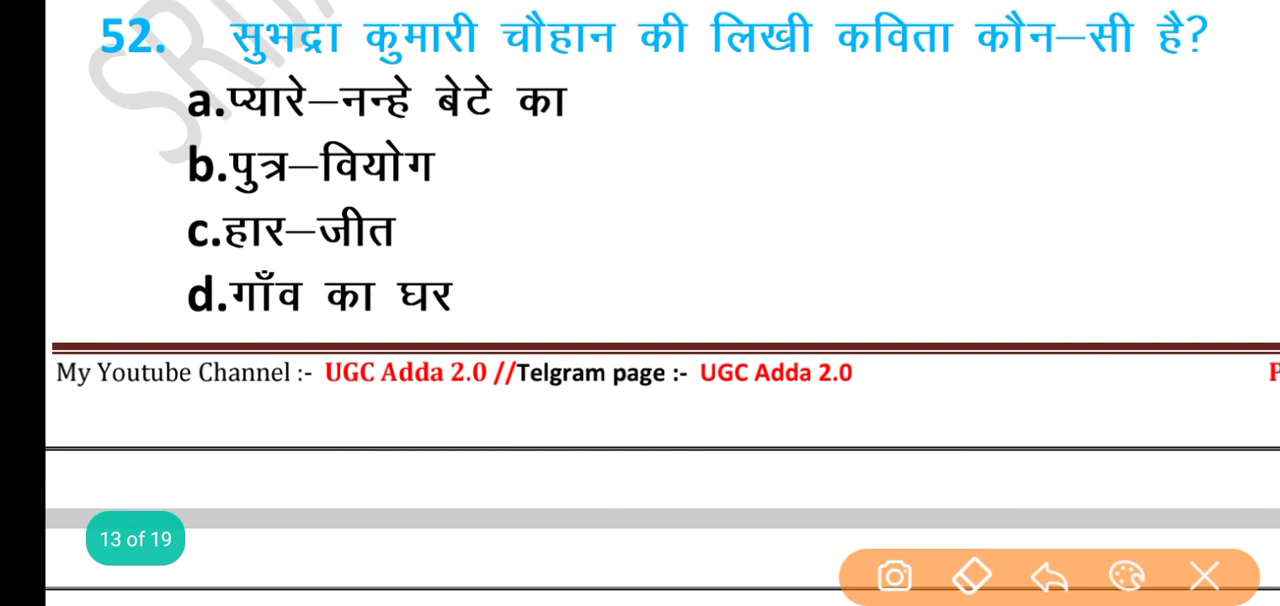 52. सुभद्रा कुमारी चौहान की लिखी कविता कौन–सी है?
a.प्यारे–नन्हे बेटे का
b.पुत्र–वियोग
c.हार–जीत
d.गाँव का घर
My Youtube Channel :- UGC Adda 2.0 //Telgram page :- UGC Adda 2.0
13 of 19